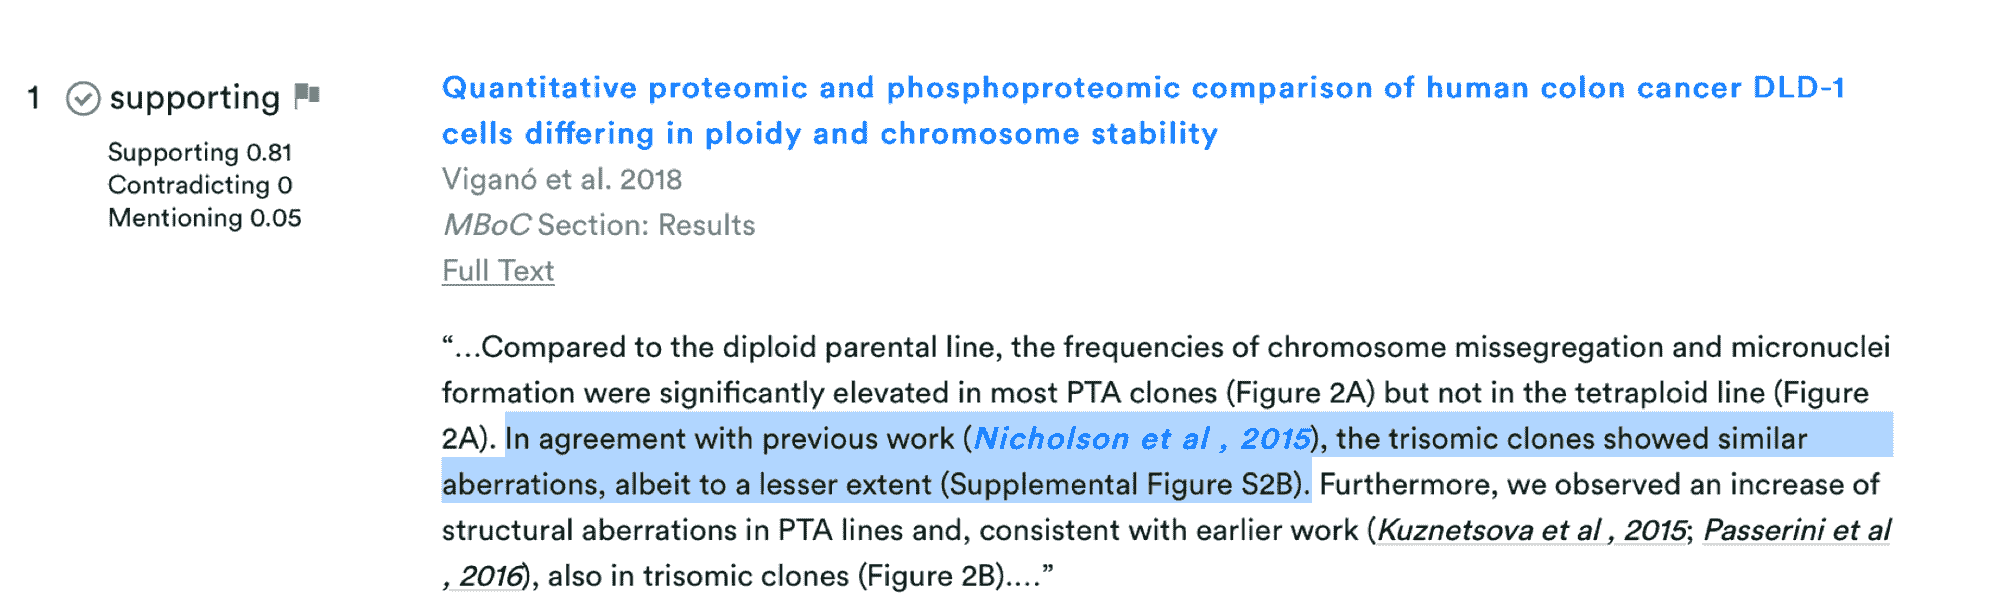 1 supporting
Supporting 0.81
Contradicting 0
Mentioning 0.05
Quantitative proteomic and phosphoproteomic comparison of human colon cancer DLD-1
cells differing in ploidy and chromosome stability
Viganó et al. 2018
MBoC Section: Results
Full Text
“…Compared to the diploid parental line, the frequencies of chromosome missegregation and micronuclei
formation were significantly elevated in most PTA clones (Figure 2A) but not in the tetraploid line (Figure
2A). In agreement with previous work (Nicholson et al , 2015), the trisomic clones showed similar
aberrations, albeit to a lesser extent (Supplemental Figure S2B). Furthermore, we observed an increase of
structural aberrations in PTA lines and, consistent with earlier work (Kuznetsova et al , 2015; Passerini et al
, 2016), also in trisomic clones (Figure 2B)….”